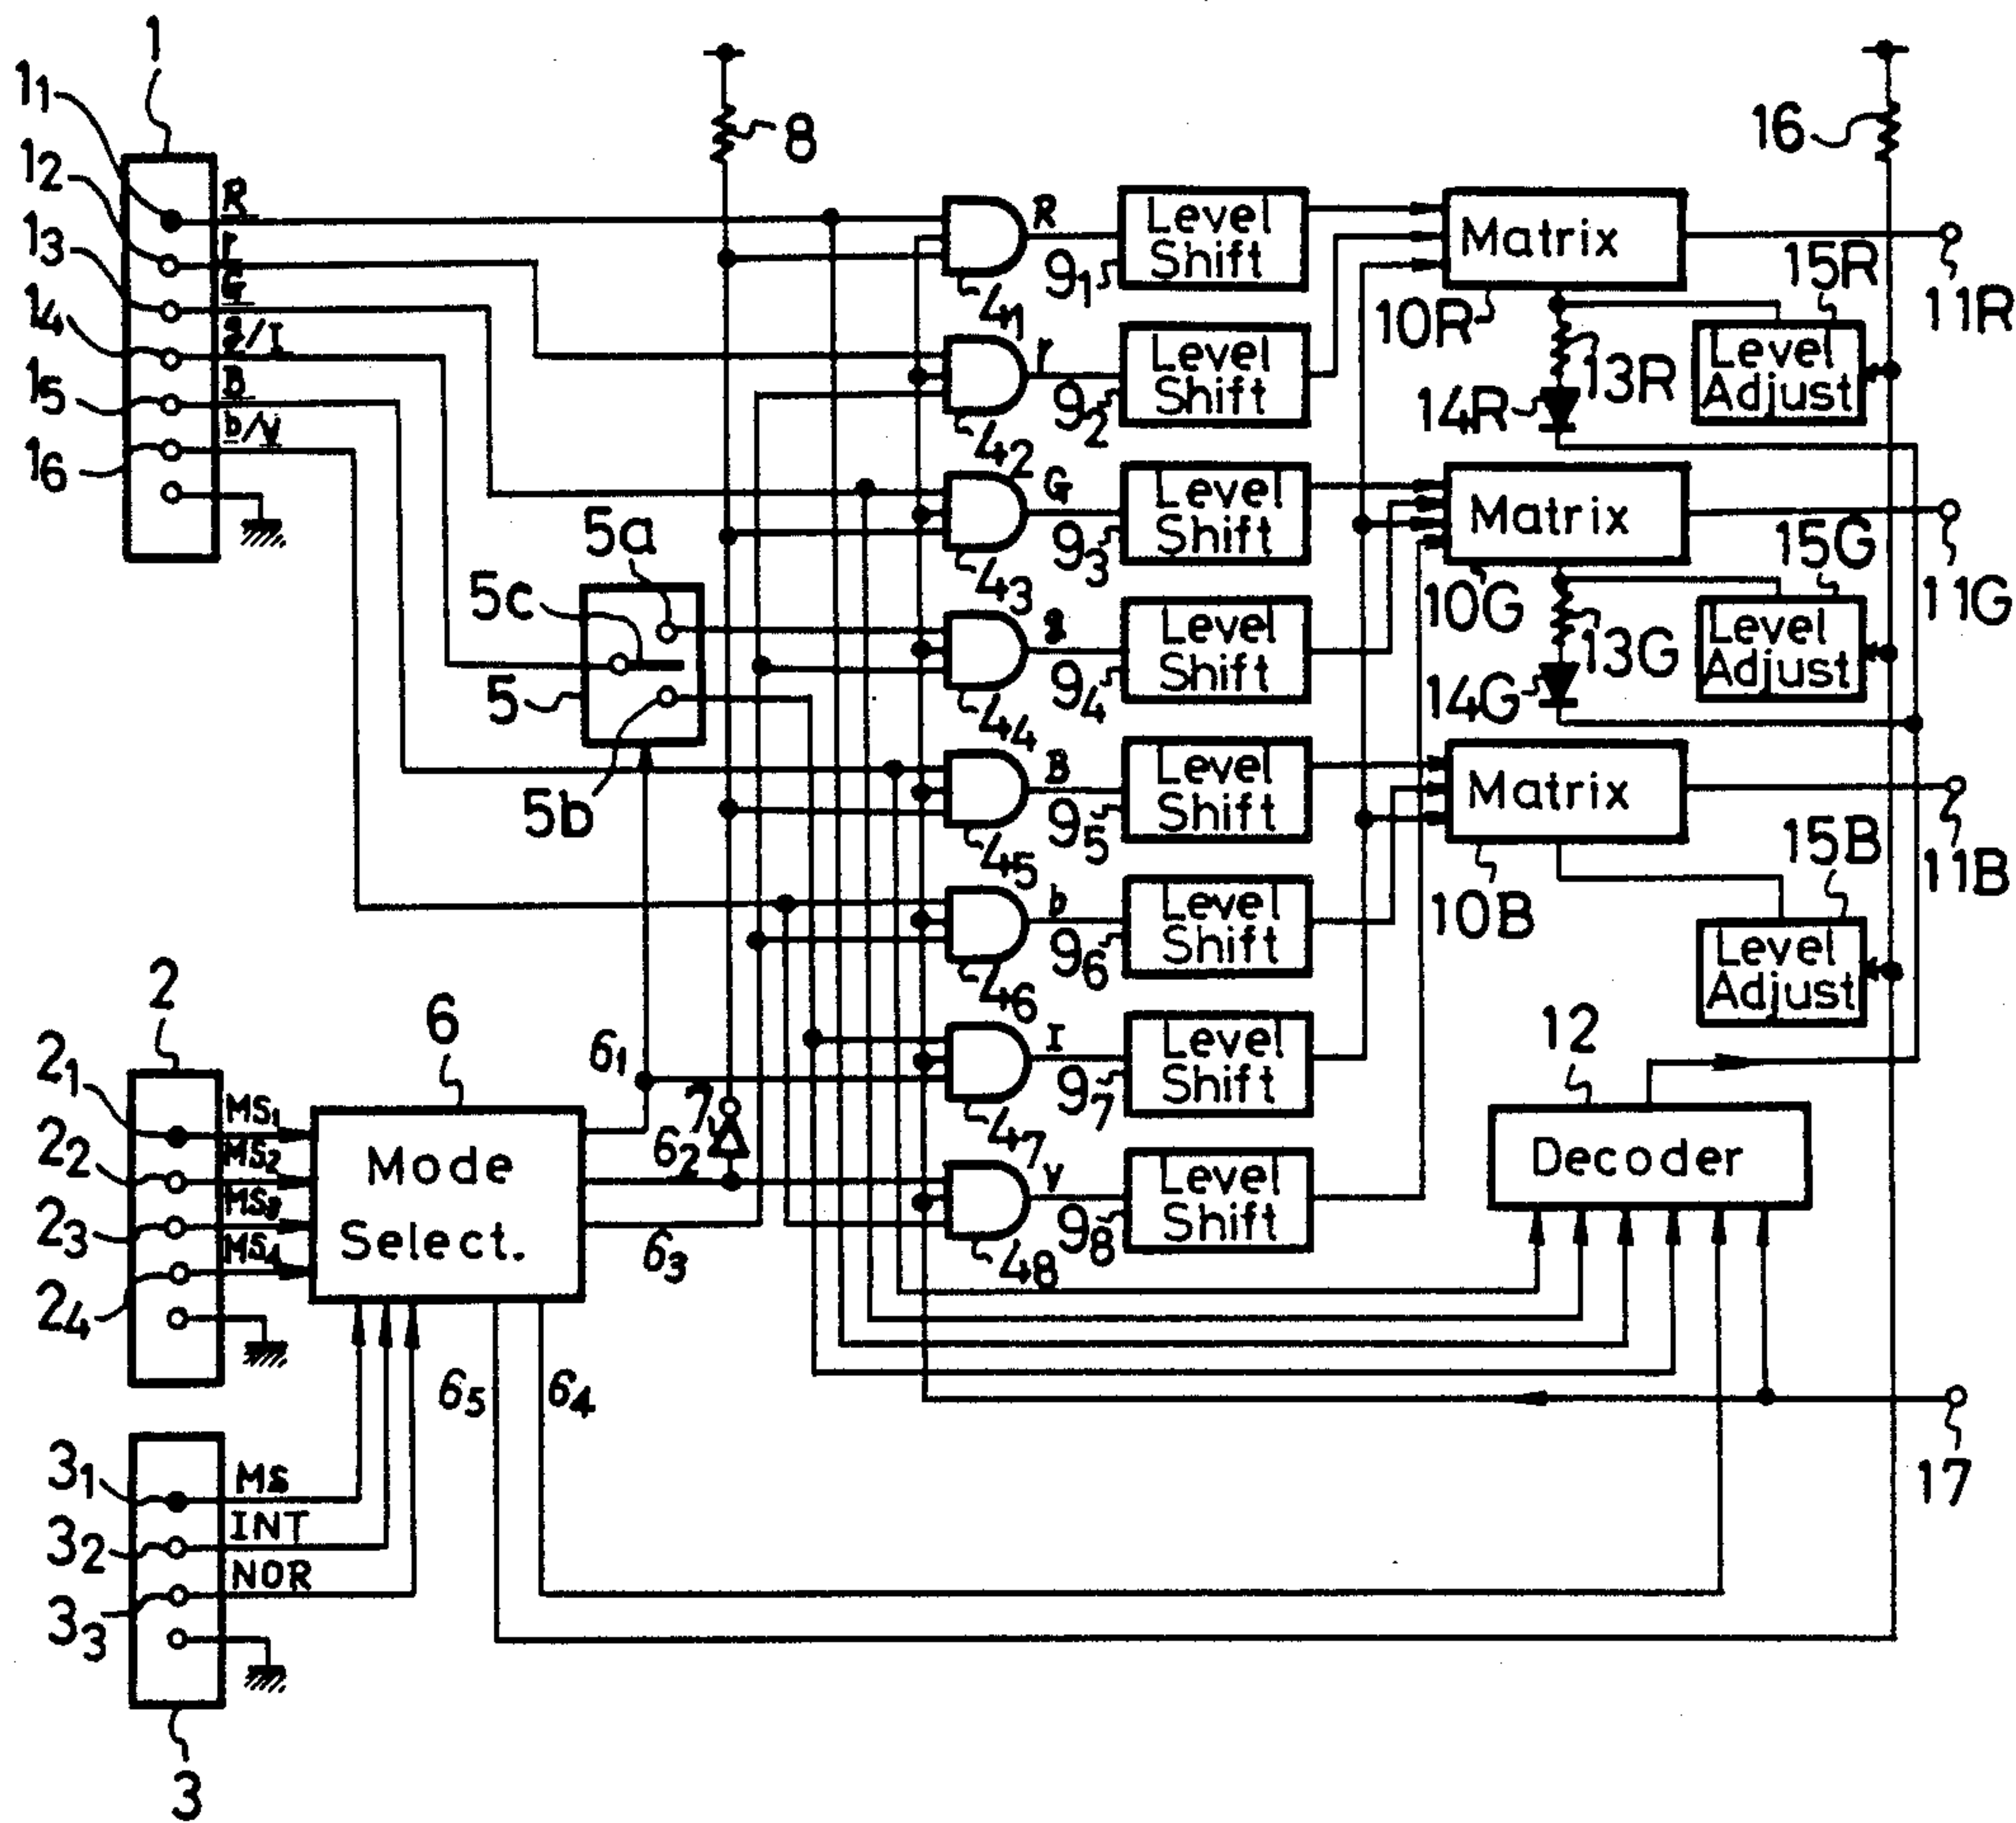 1
1₁
1₂
1₃
1₄
1₅
1₆
R
r
G
g/I
B
b/V
8
16
5a
5c
5
5b
R
4₁
Level
Shift
9₁
Matrix
10R
15R
11R
r
4₂
Level
Shift
9₂
13R
14R
Level
Adjust
G
4₃
Level
Shift
9₃
Matrix
10G
15G
11G
g
4₄
Level
Shift
9₄
13G
14G
Level
Adjust
B
4₅
Level
Shift
9₅
Matrix
10B
15B
11B
b
4₆
Level
Shift
9₆
Level
Adjust
I
4₇
Level
Shift
9₇
12
Decoder
V
4₈
Level
Shift
9₈
2
2₁
2₂
2₃
2₄
MS₁
MS₂
MS₃
MS₄
6
Mode
Select.
6₁
6₂
7
6₃
6₅
6₄
3₁
3₂
3₃
MS
INT
NOR
3
17